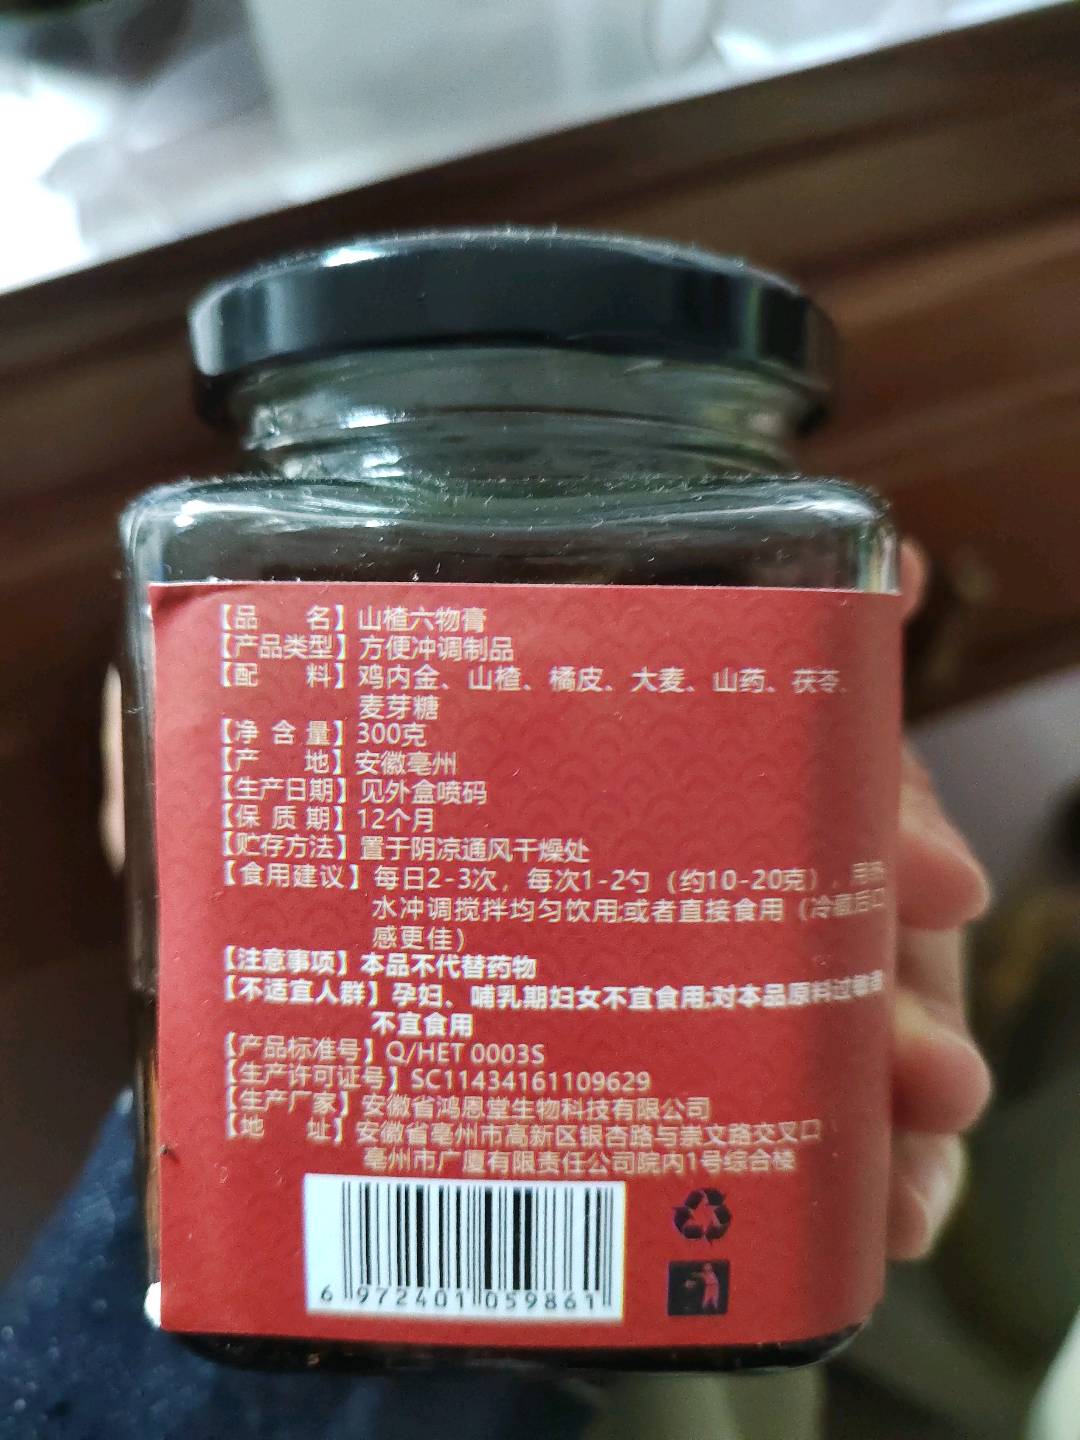 【品 名】山楂六物膏
【产品类型】方便冲调制品
【配 料】鸡内金、山楂、橘皮、大麦、山药、茯苓、
麦芽糖
【净 含 量】300克
【产 地】安徽亳州
【生产日期】见外盒喷码
【保 质 期】12个月
【贮存方法】置于阴凉通风干燥处
【食用建议】每日2-3次，每次1-2勺（约10-20克），用
水冲调搅拌均匀饮用;或者直接食用（冷藏后口
感更佳）
【注意事项】本品不代替药物
【不适宜人群】孕妇、哺乳期妇女不宜食用;对本品原料过敏者
不宜食用
【产品标准号】Q/HET 0003S
【生产许可证号】SC11434161109629
【生产厂家】安徽省鸿恩堂生物科技有限公司
【地 址】安徽省亳州市高新区银杏路与崇文路交叉口
亳州市广厦有限责任公司院内1号综合楼
6 972401 059861